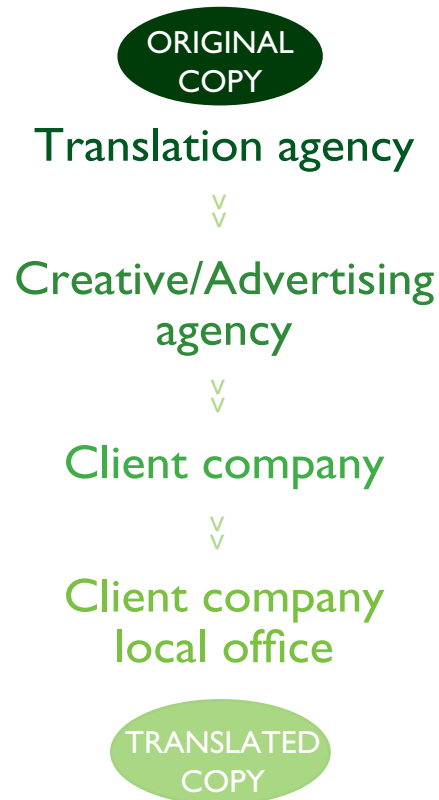 ORIGINAL
COPY
Translation agency
v
v
Creative/Advertising
agency
v
v
Client company
v
v
Client company
local office
TRANSLATED
COPY